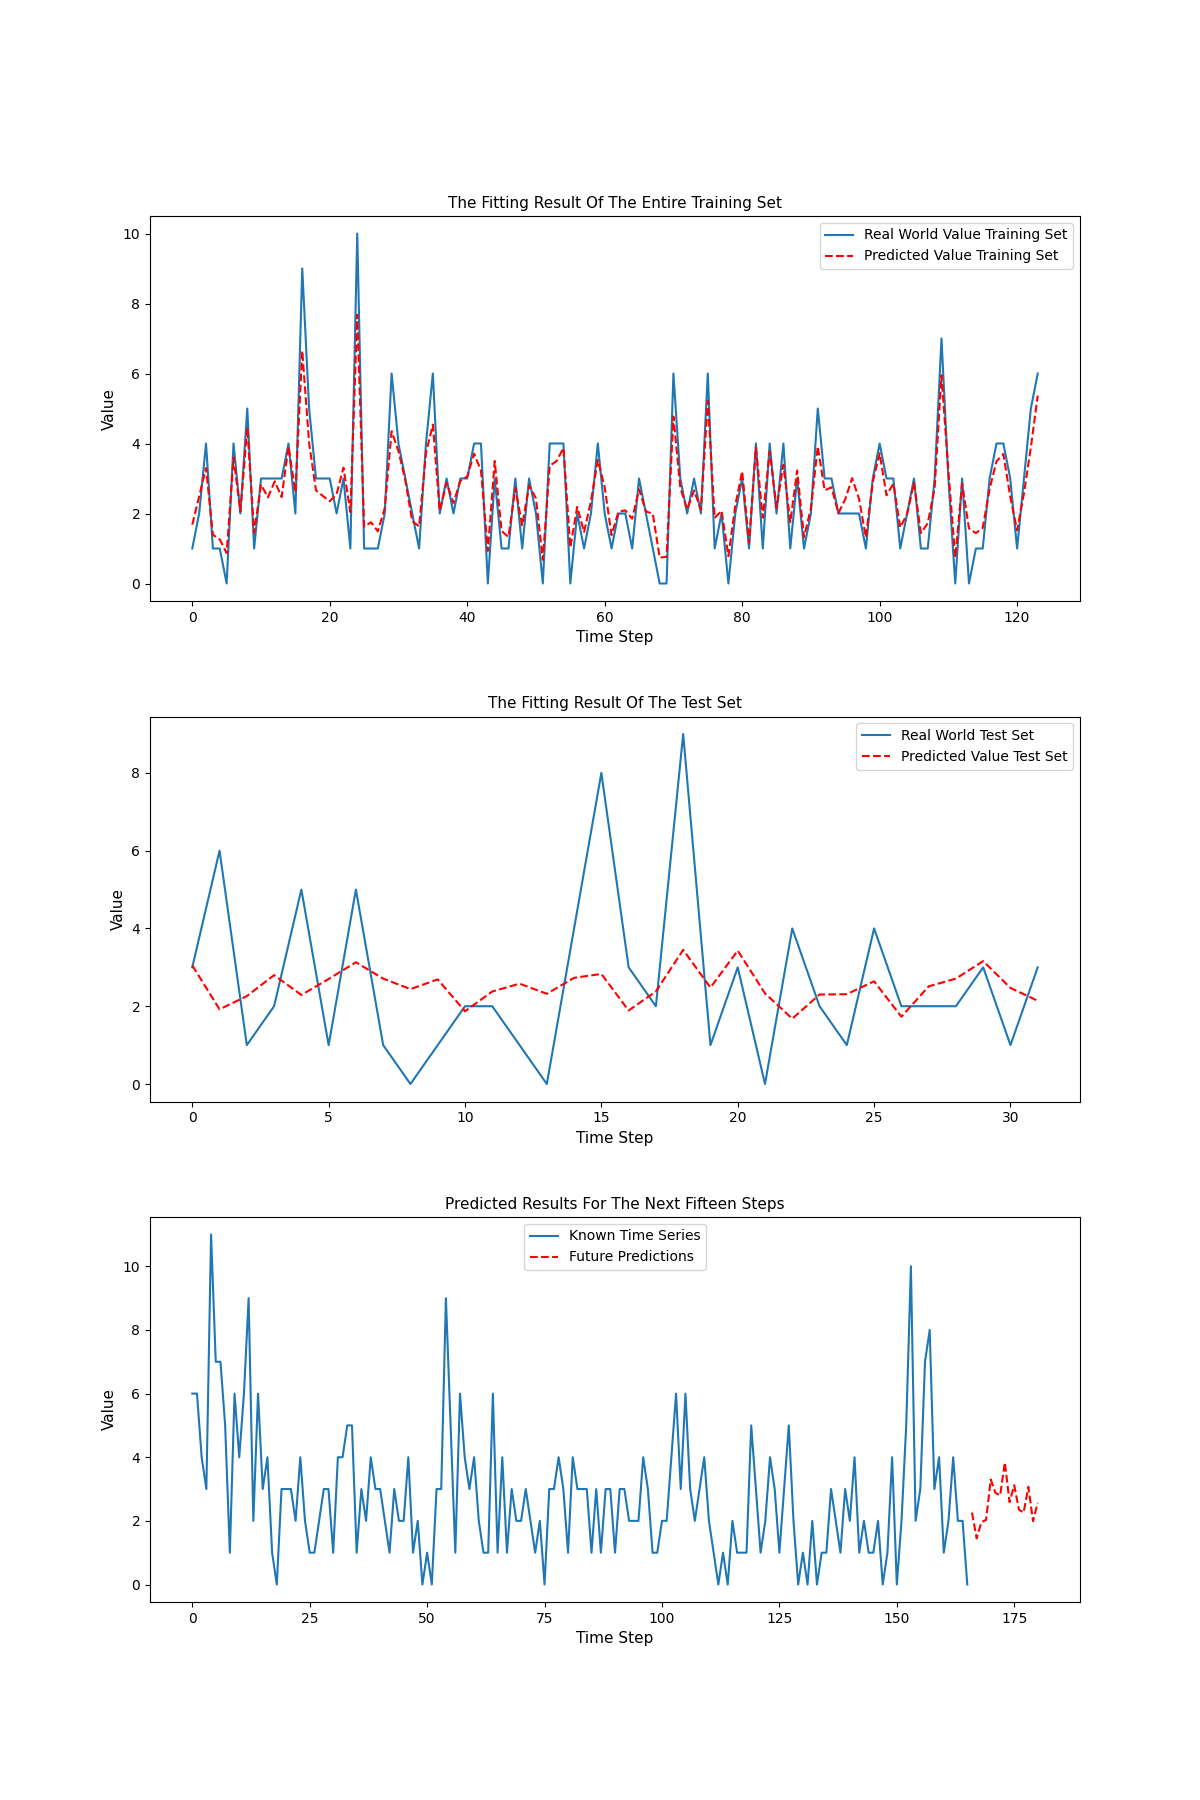 The Fitting Result Of The Entire Training Set
Real World Value Training Set
Predicted Value Training Set
10
8
6
4
2
0
Value
0 20 40 60 80 100 120
Time Step
The Fitting Result Of The Test Set
Real World Test Set
Predicted Value Test Set
8
6
4
2
0
Value
0 5 10 15 20 25 30
Time Step
Predicted Results For The Next Fifteen Steps
Known Time Series
Future Predictions
10
8
6
4
2
0
Value
0 25 50 75 100 125 150 175
Time Step